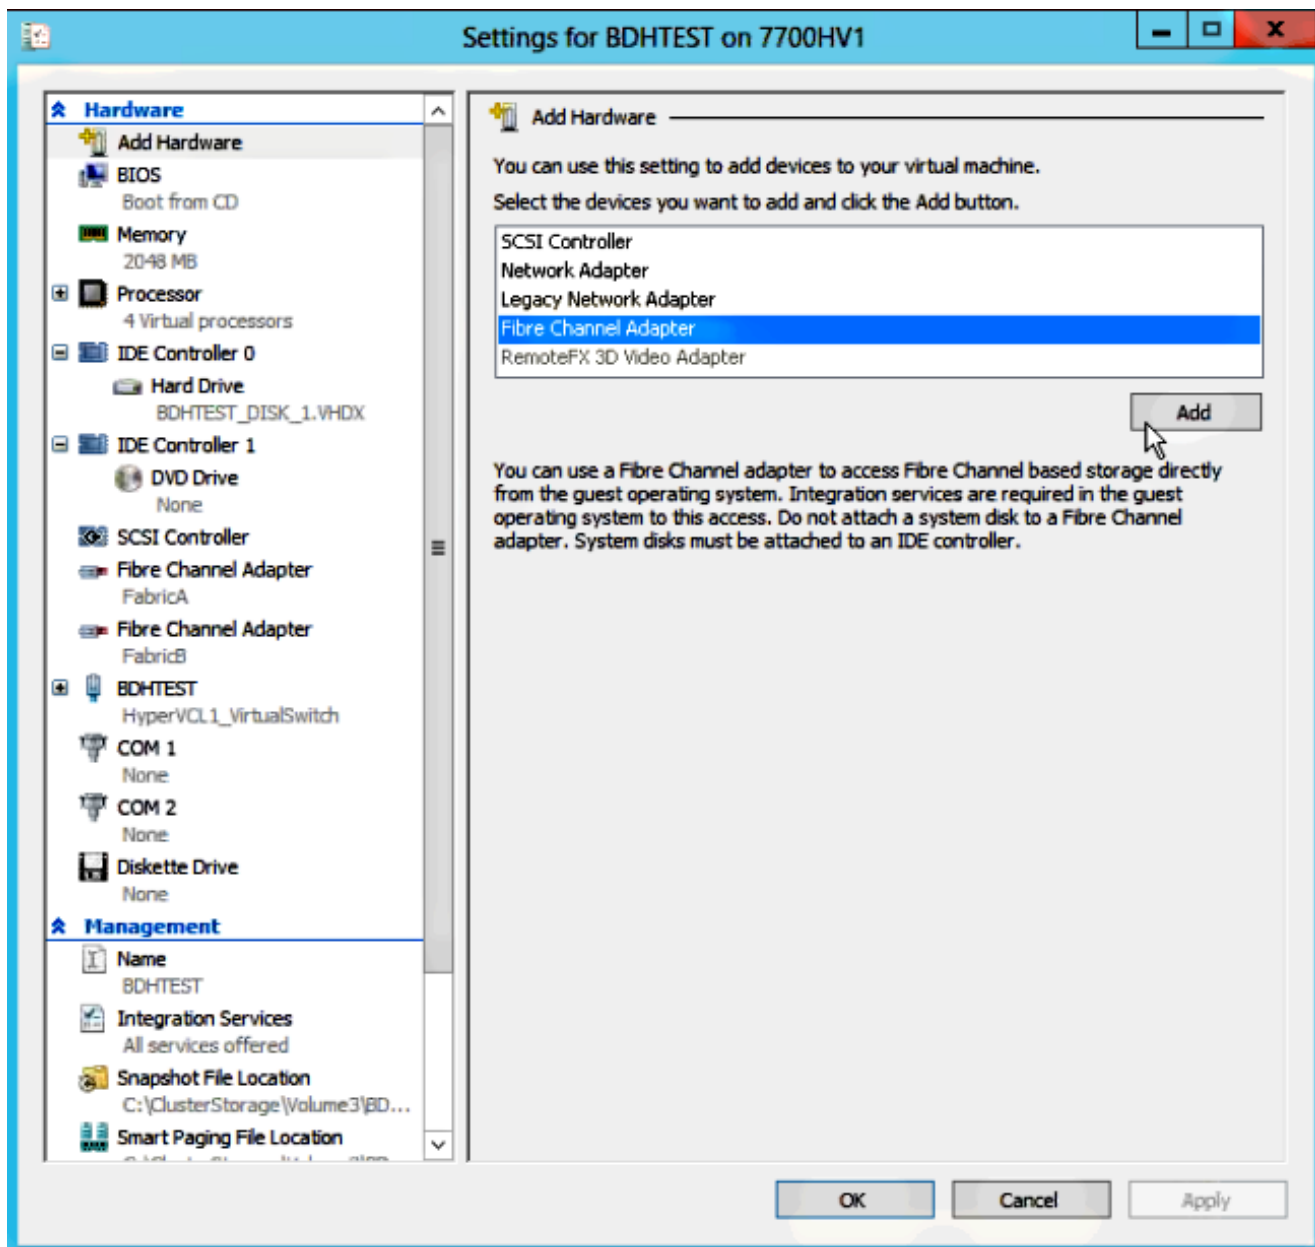 Settings for BDHTEST on 7700HV1
Hardware
Add Hardware
BIOS
Boot from CD
Memory
2048 MB
Processor
4 Virtual processors
IDE Controller 0
Hard Drive
BDHTEST_DISK_1.VHDX
IDE Controller 1
DVD Drive
None
SCSI Controller
Fibre Channel Adapter
FabricA
Fibre Channel Adapter
FabricB
BDHTEST
HyperVCL1_VirtualSwitch
COM 1
None
COM 2
None
Diskette Drive
None
Management
Name
BDHTEST
Integration Services
All services offered
Snapshot File Location
C:\ClusterStorage\Volume3\BD...
Smart Paging File Location
Add Hardware
You can use this setting to add devices to your virtual machine.
Select the devices you want to add and click the Add button.
SCSI Controller
Network Adapter
Legacy Network Adapter
Fibre Channel Adapter
RemoteFX 3D Video Adapter
Add
You can use a Fibre Channel adapter to access Fibre Channel based storage directly
from the guest operating system. Integration services are required in the guest
operating system to this access. Do not attach a system disk to a Fibre Channel
adapter. System disks must be attached to an IDE controller.
OK
Cancel
Apply